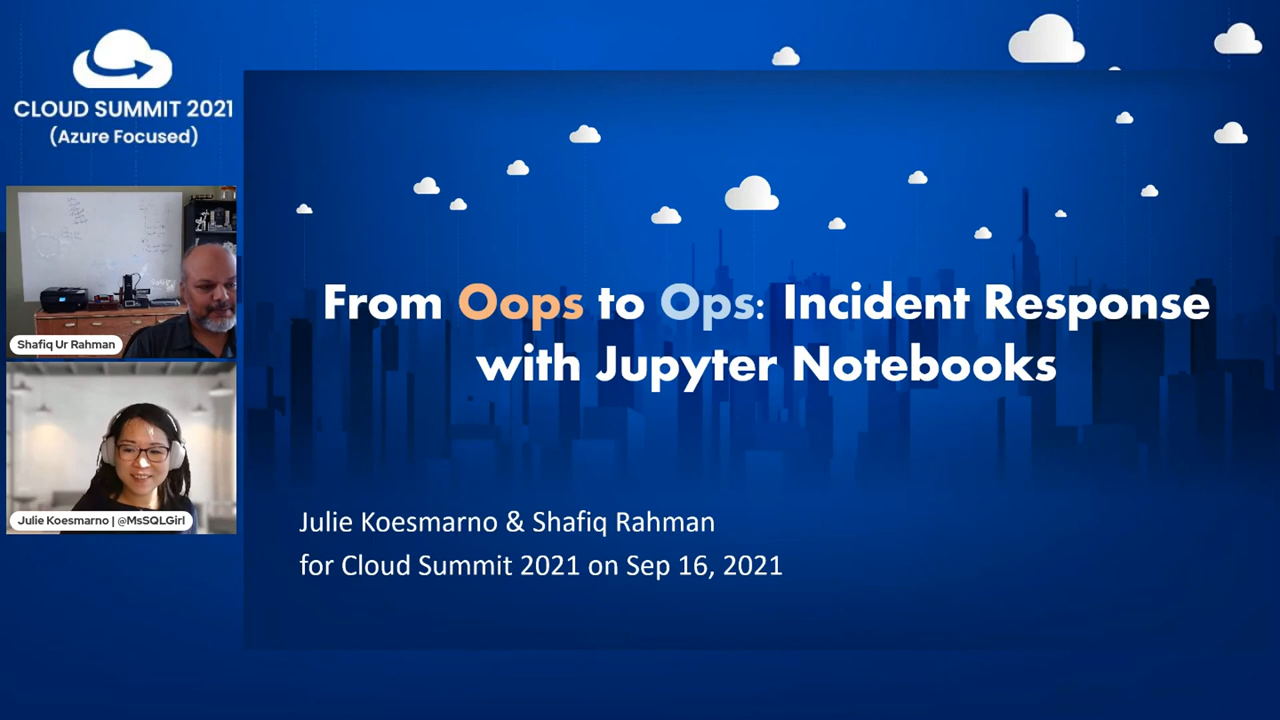 CLOUD SUMMIT 2021
(Azure Focused)
Shafiq Ur Rahman
Julie Koesmarno | @MsSQLGirl
From Oops to Ops: Incident Response
with Jupyter Notebooks
Julie Koesmarno & Shafiq Rahman
for Cloud Summit 2021 on Sep 16, 2021